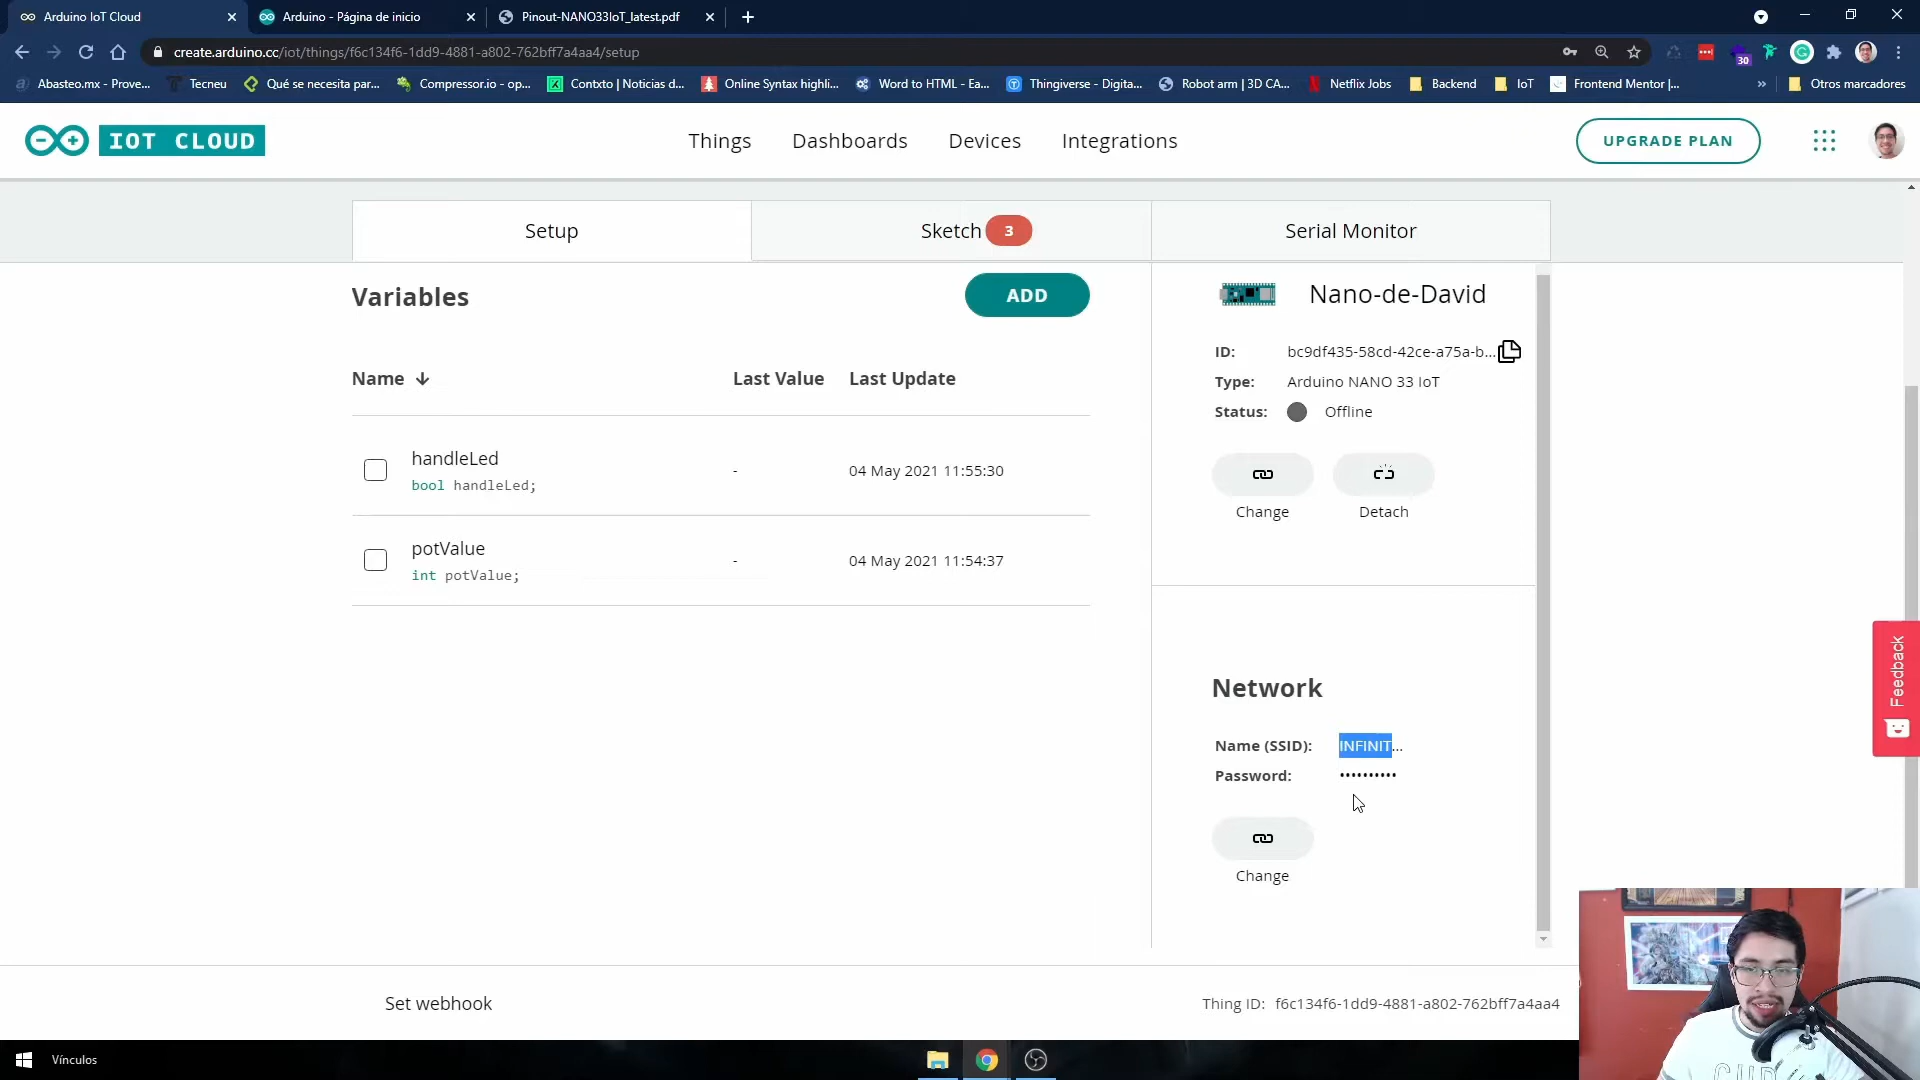 Arduino IoT Cloud
Arduino - Página de inicio
Pinout-NANO33IoT_latest.pdf
create.arduino.cc/iot/things/f6c134f6-1dd9-4881-a802-762bff7a4aa4/setup
30
Abasteo.mx - Prove...
Tecneu
Qué se necesita par...
Compressor.io - op...
Contxto | Noticias d...
Online Syntax highli...
Word to HTML - Ea...
Thingiverse - Digita...
Robot arm | 3D CA...
Netflix Jobs
Backend
IoT
Frontend Mentor |...
»
Otros marcadores
IOT CLOUD
Things
Dashboards
Devices
Integrations
UPGRADE PLAN
Setup
Sketch 3
Serial Monitor
Variables
ADD
Name
Last Value
Last Update
handleLed
bool handleLed;
-
04 May 2021 11:55:30
potValue
int potValue;
-
04 May 2021 11:54:37
Nano-de-David
ID: bc9df435-58cd-42ce-a75a-b...
Type: Arduino NANO 33 IoT
Status: Offline
Change
Detach
Network
Name (SSID): INFINIT...
Password: ••••••••••
Change
Feedback
Set webhook
Thing ID: f6c134f6-1dd9-4881-a802-762bff7a4aa4
Vínculos